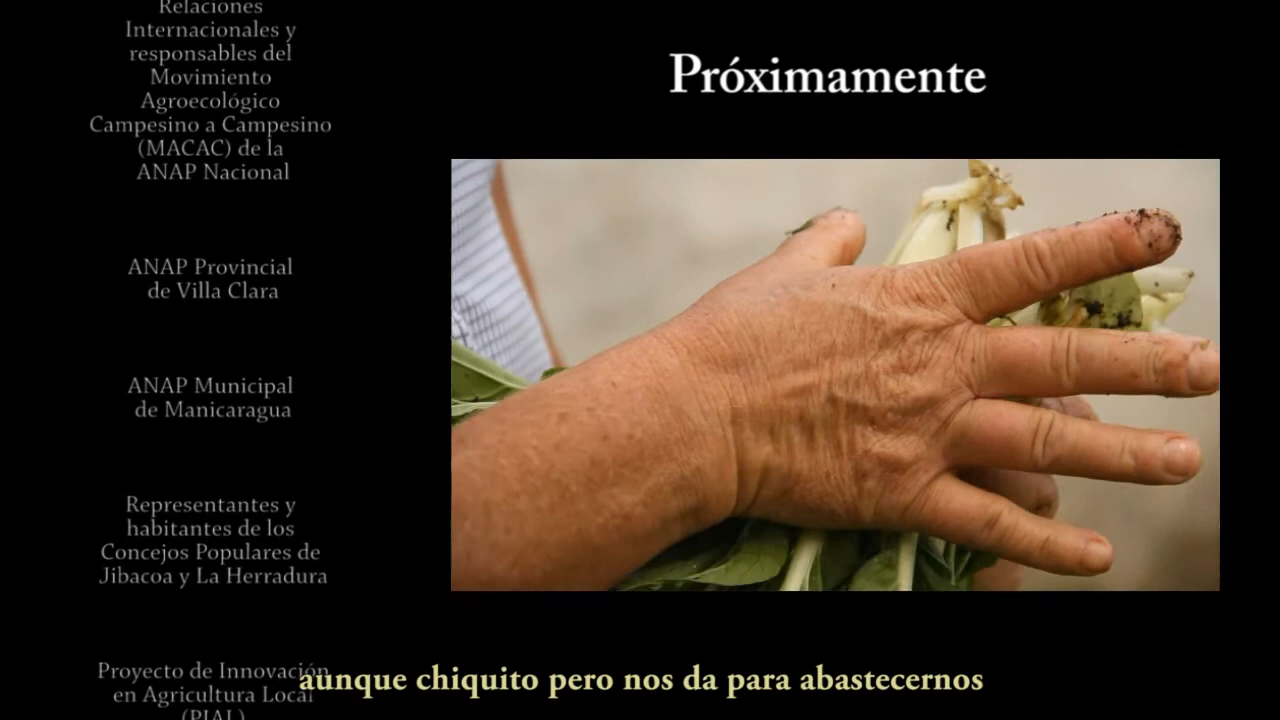 Relaciones
Internacionales y
responsables del
Movimiento
Agroecológico
Campesino a Campesino
(MACAC) de la
ANAP Nacional
ANAP Provincial
de Villa Clara
ANAP Municipal
de Manicaragua
Representantes y
habitantes de los
Concejos Populares de
Jibacoa y La Herradura
Proyecto de Innovación
en Agricultura Local
(PIAL)
Próximamente
aunque chiquito pero nos da para abastecernos